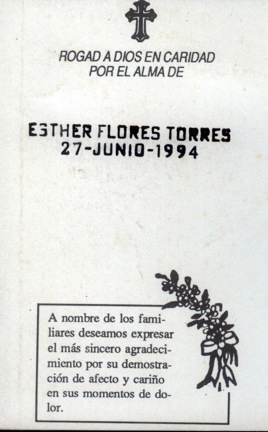 ROGAD A DIOS EN CARIDAD
POR EL ALMA DE
ESTHER FLORES TORRES
27-JUNIO-1994
A nombre de los fami-
liares deseamos expresar
el más sincero agradeci-
miento por su demostra-
ción de afecto y cariño
en sus momentos de do-
lor.